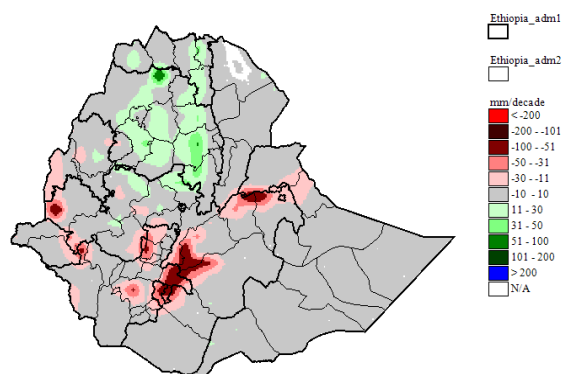 Ethiopia_adm1
Ethiopia_adm2
mm/decade
<-200
-200 - -101
-100 - -51
-50 - -31
-30 - -11
-10 - 10
11 - 30
31 - 50
51 - 100
101 - 200
> 200
N/A